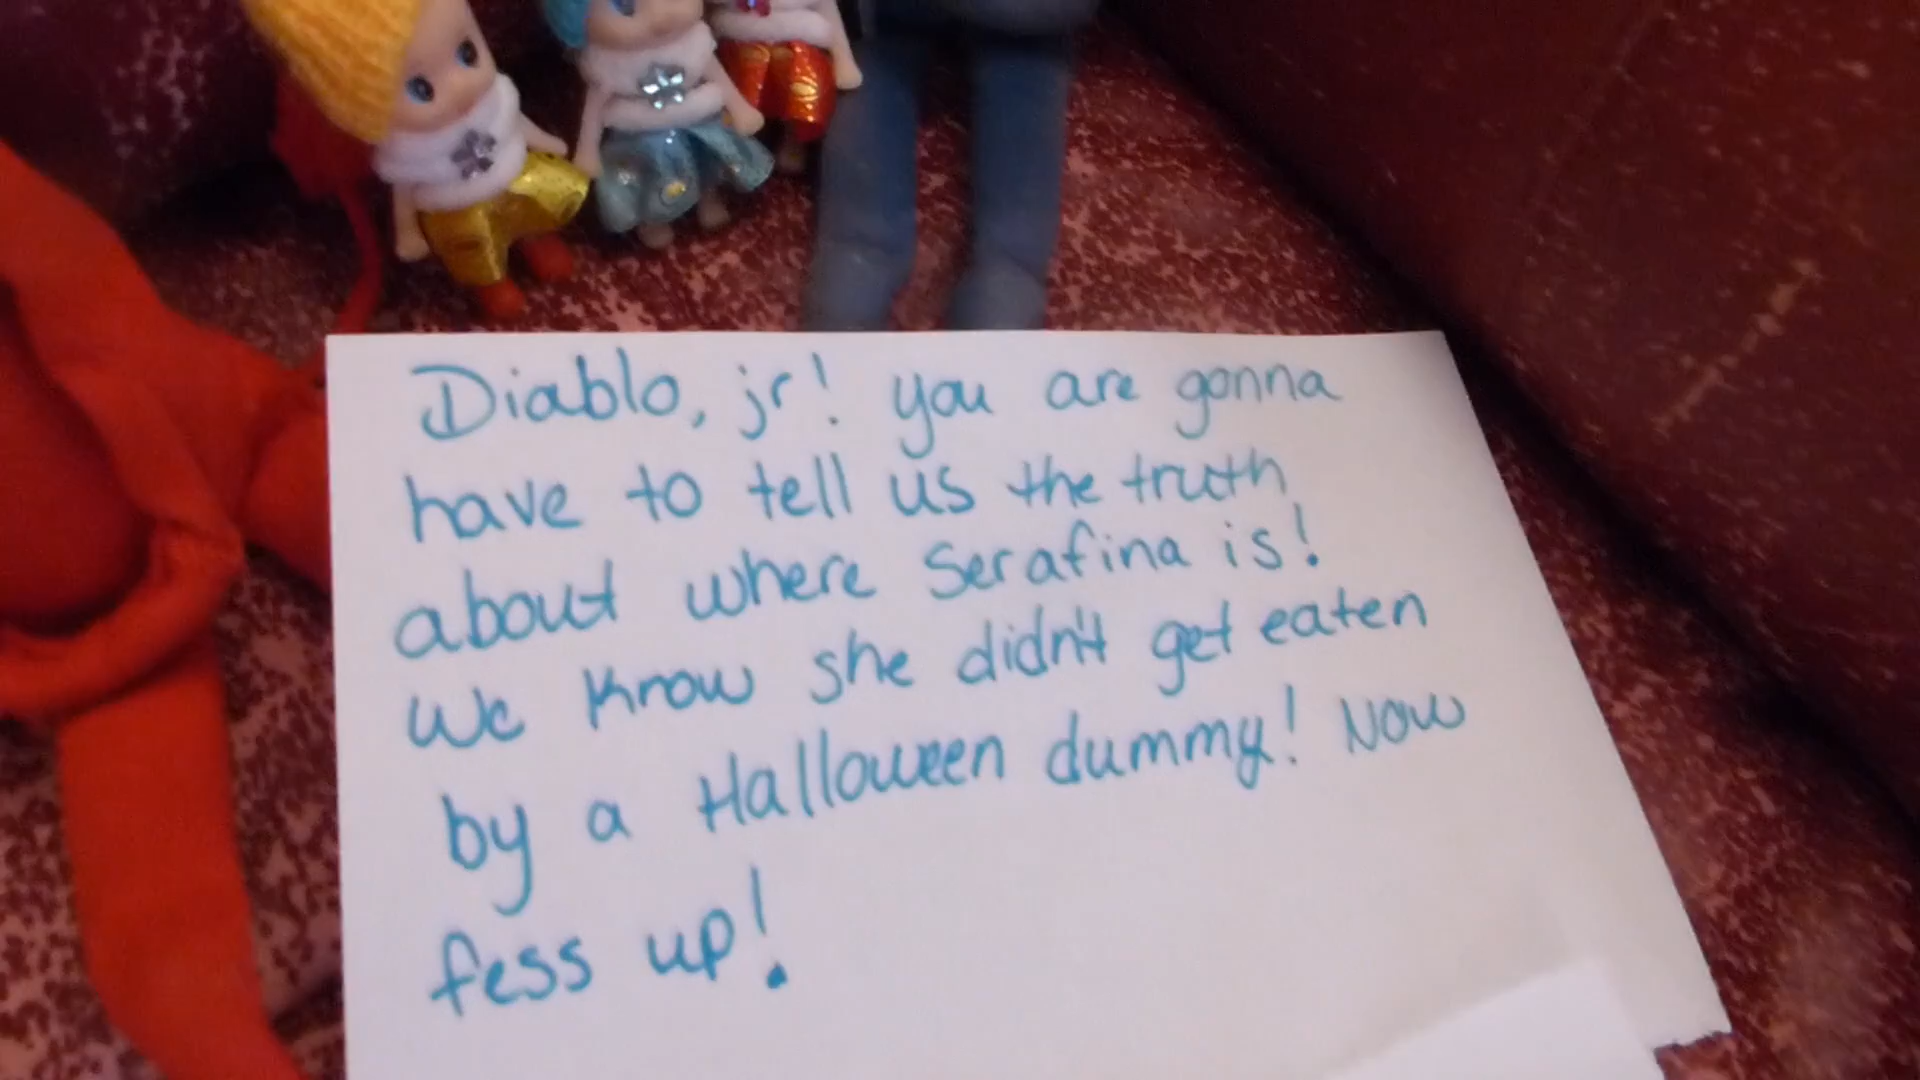 Diablo, jr! you are gonna
have to tell us the truth
about where Serafina is!
We know she didn't get eaten
by a Halloween dummy! Now
fess up!